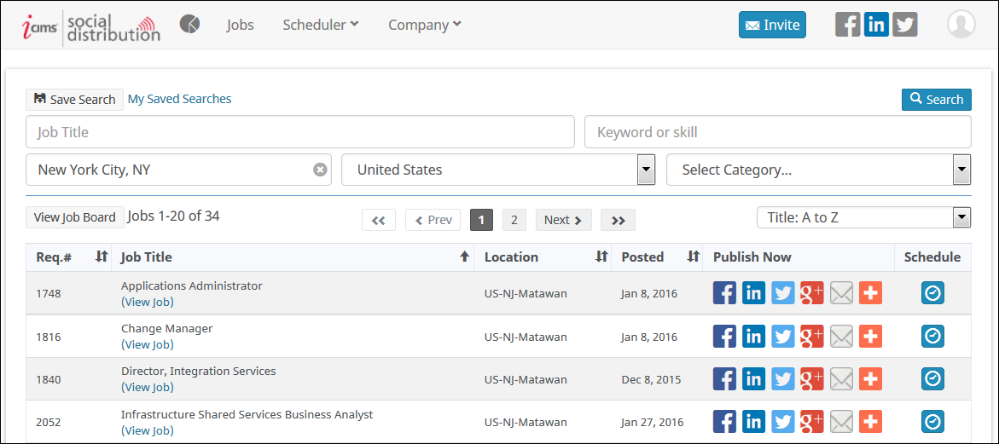 icims social distribution Jobs Scheduler Company Invite
Save Search My Saved Searches Search
Job Title Keyword or skill
New York City, NY United States Select Category...
View Job Board Jobs 1-20 of 34 << < Prev 1 2 Next > >> Title: A to Z
Req.# Job Title Location Posted Publish Now Schedule
1748 Applications Administrator US-NJ-Matawan Jan 8, 2016
(View Job)
1816 Change Manager US-NJ-Matawan Jan 8, 2016
(View Job)
1840 Director, Integration Services US-NJ-Matawan Dec 8, 2015
(View Job)
2052 Infrastructure Shared Services Business Analyst US-NJ-Matawan Jan 27, 2016
(View Job)